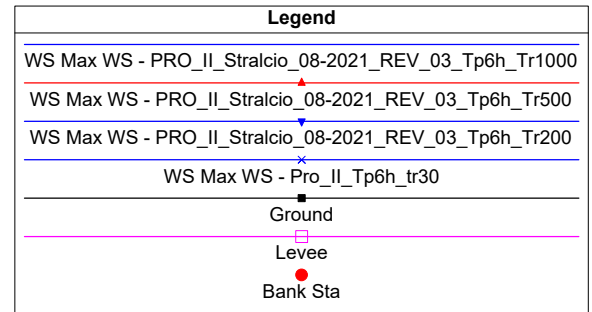 Legend
WS Max WS - PRO_II_Stralcio_08-2021_REV_03_Tp6h_Tr1000
WS Max WS - PRO_II_Stralcio_08-2021_REV_03_Tp6h_Tr500
WS Max WS - PRO_II_Stralcio_08-2021_REV_03_Tp6h_Tr200
WS Max WS - Pro_II_Tp6h_tr30
Ground
Levee
Bank Sta